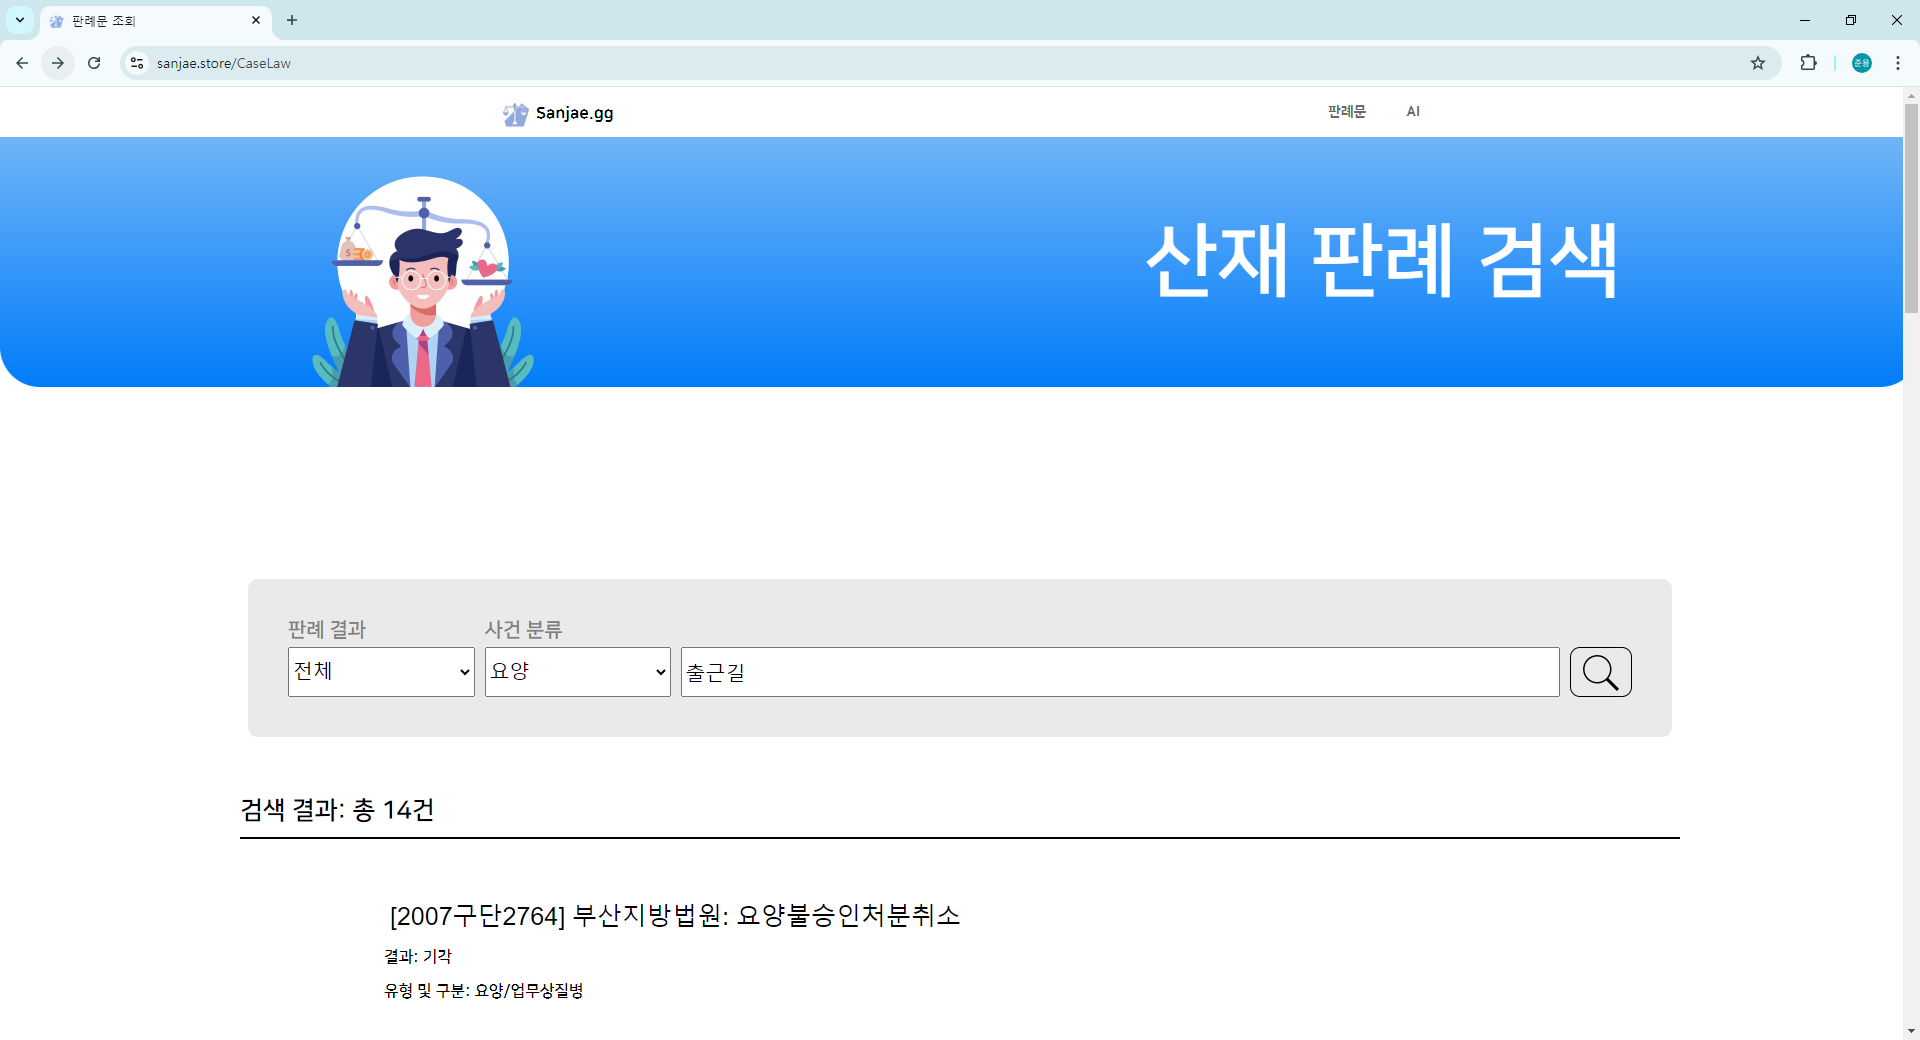 판례문 조회
sanjae.store/CaseLaw
준용
Sanjae.gg
판례문
AI
산재 판례 검색
판례 결과
사건 분류
전체
요양
출근길
검색 결과: 총 14건
[2007구단2764] 부산지방법원: 요양불승인처분취소
결과: 기각
유형 및 구분: 요양/업무상질병